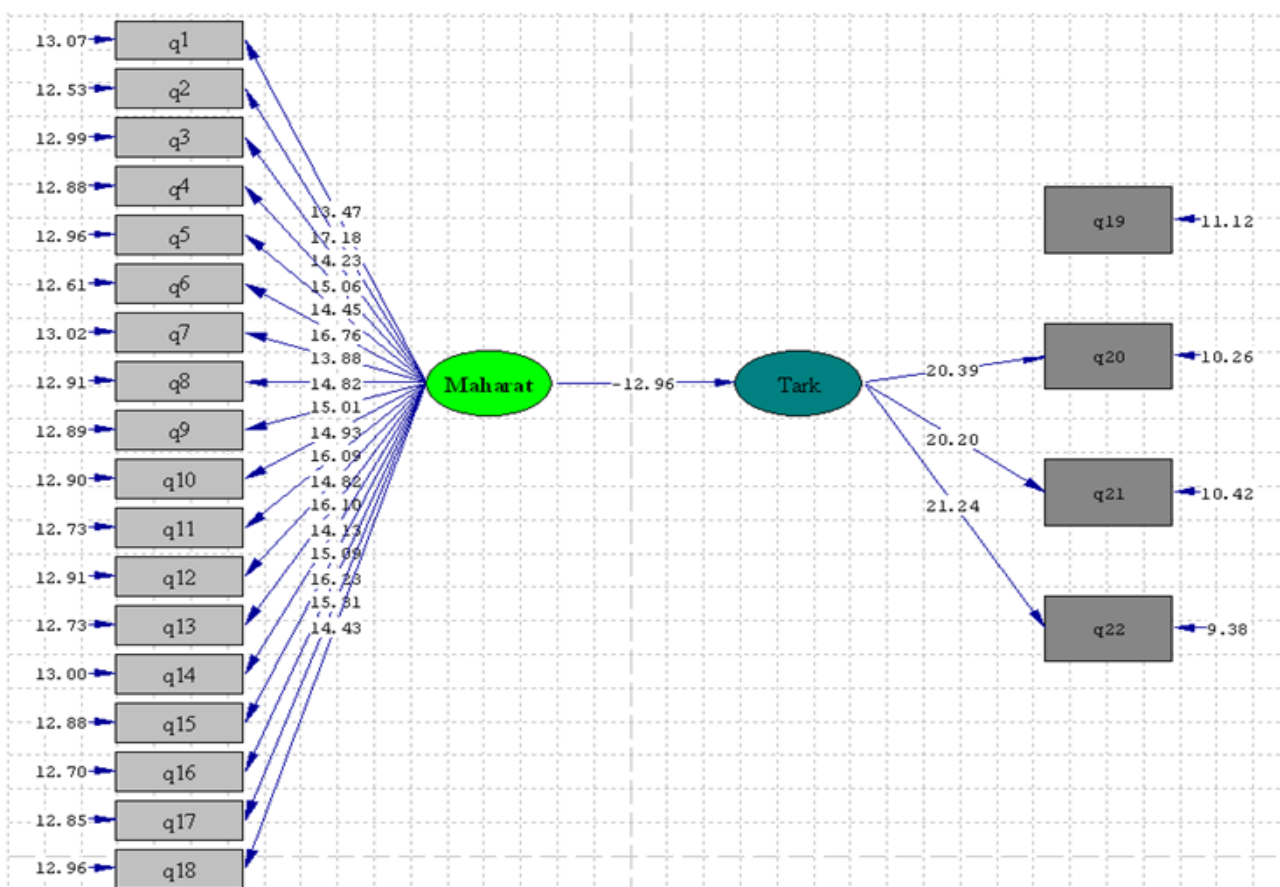 13.07 q1
12.53 q2
12.99 q3
12.88 q4
12.96 q5
12.61 q6
13.02 q7
12.91 q8
12.89 q9
12.90 q10
12.73 q11
12.91 q12
12.73 q13
13.00 q14
12.88 q15
12.70 q16
12.85 q17
12.96 q18
13.47
17.18
14.23
15.06
14.45
16.76
13.88
14.82
15.01
14.93
16.09
14.82
16.10
14.13
15.09
16.23
15.31
14.43
Maharat
-12.96
Tark
20.39
20.20
21.24
q19 11.12
q20 10.26
q21 10.42
q22 9.38